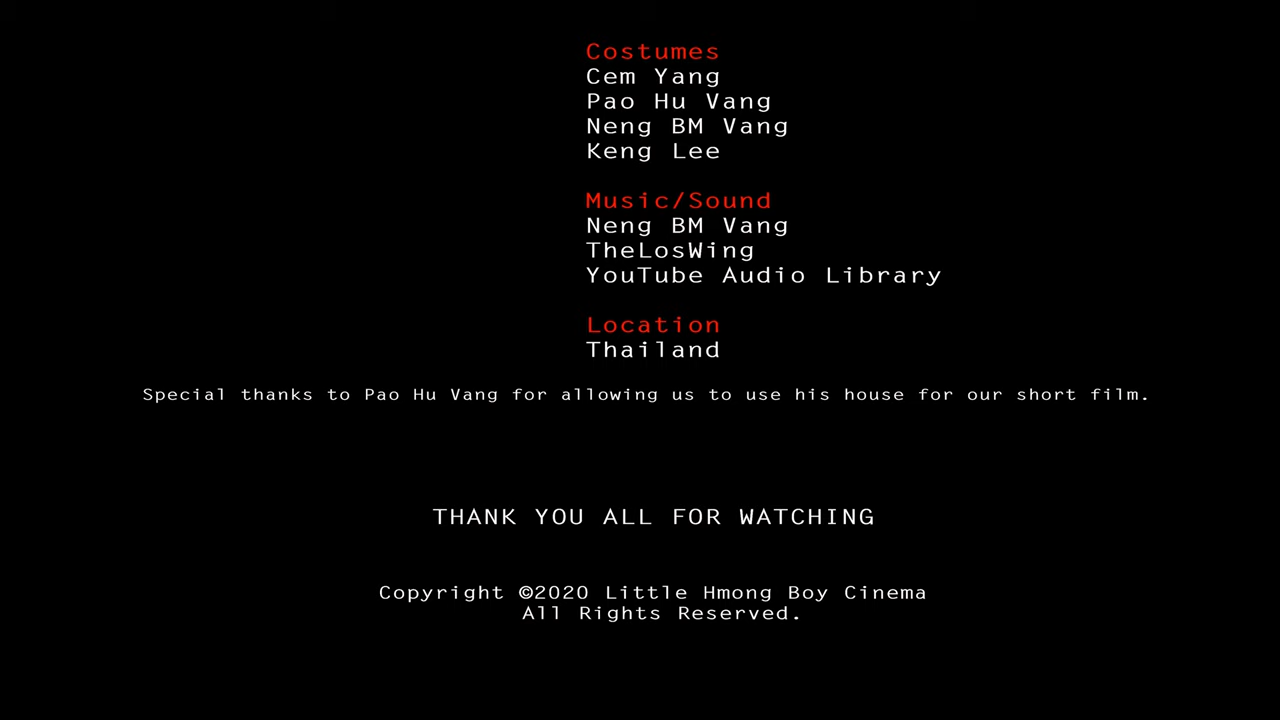 Costumes
Cem Yang
Pao Hu Vang
Neng BM Vang
Keng Lee
Music/Sound
Neng BM Vang
TheLosWing
YouTube Audio Library
Location
Thailand
Special thanks to Pao Hu Vang for allowing us to use his house for our short film.
THANK YOU ALL FOR WATCHING
Copyright ©2020 Little Hmong Boy Cinema
All Rights Reserved.